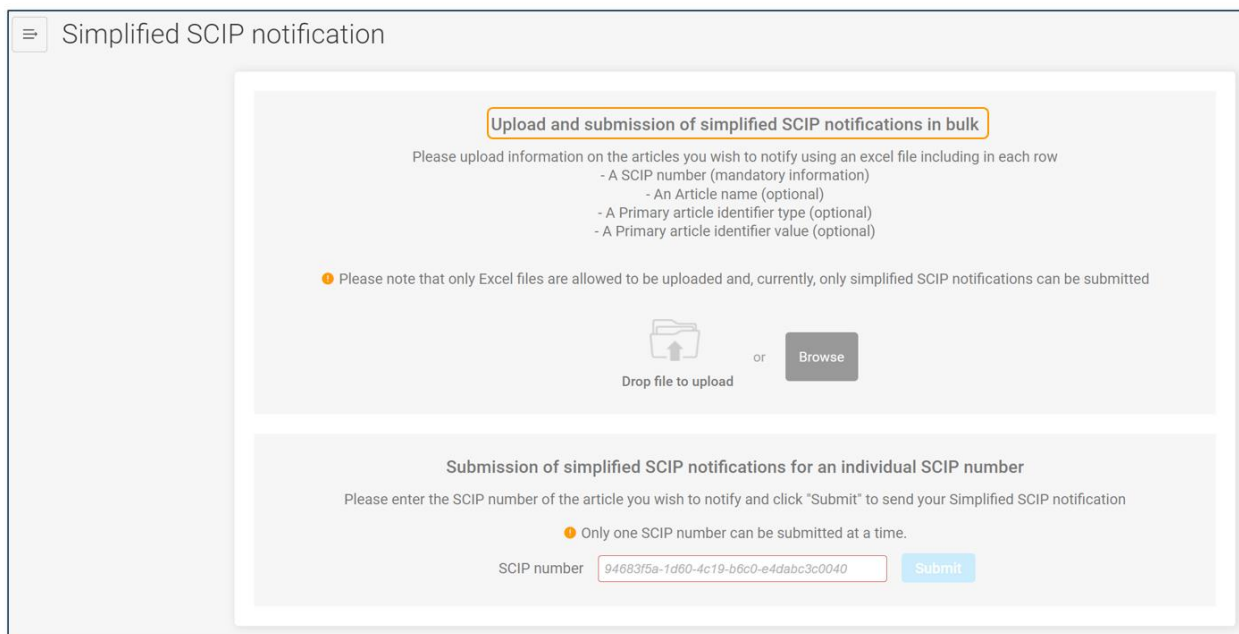 Simplified SCIP notification
Upload and submission of simplified SCIP notifications in bulk
Please upload information on the articles you wish to notify using an excel file including in each row
- A SCIP number (mandatory information)
- An Article name (optional)
- A Primary article identifier type (optional)
- A Primary article identifier value (optional)
Please note that only Excel files are allowed to be uploaded and, currently, only simplified SCIP notifications can be submitted
Drop file to upload or Browse
Submission of simplified SCIP notifications for an individual SCIP number
Please enter the SCIP number of the article you wish to notify and click "Submit" to send your Simplified SCIP notification
Only one SCIP number can be submitted at a time.
SCIP number 94683f5a-1d60-4c19-b6c0-e4dabc3c0040 Submit